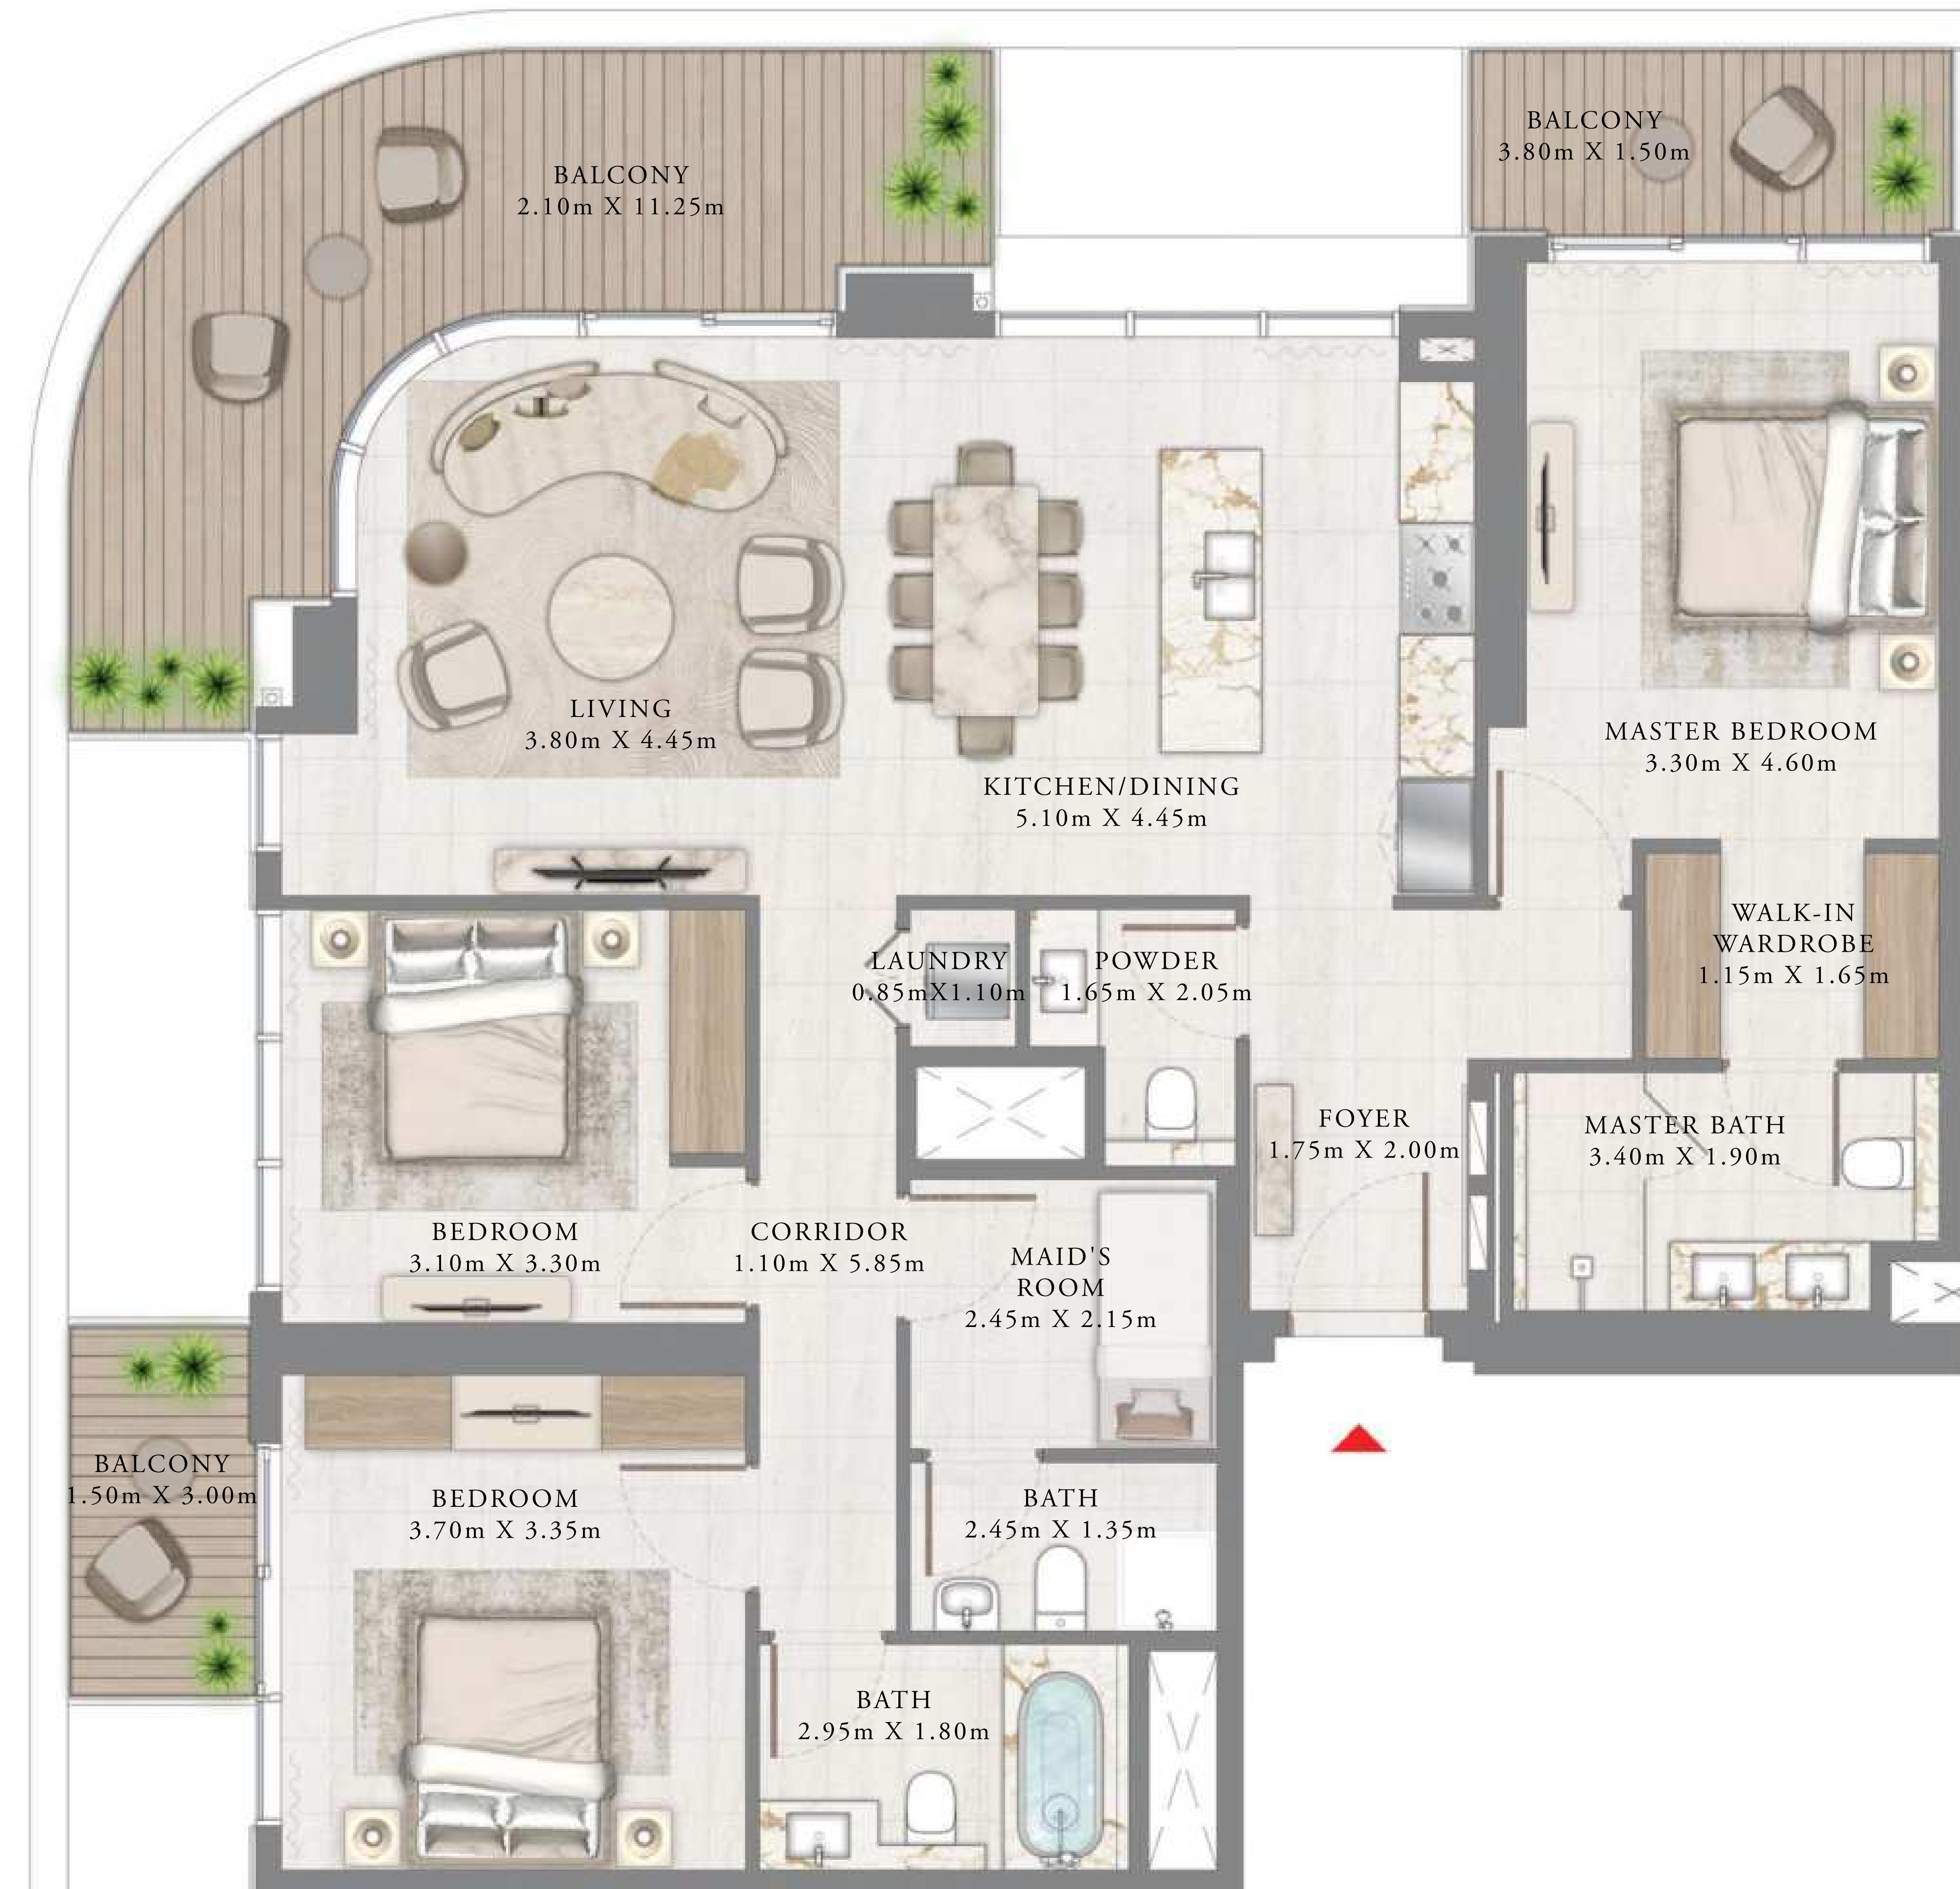 BALCONY
3.80m X 1.50m
BALCONY
2.10m X 11.25m
LIVING
3.80m X 4.45m
KITCHEN/DINING
5.10m X 4.45m
MASTER BEDROOM
3.30m X 4.60m
WALK-IN
WARDROBE
1.15m X 1.65m
LAUNDRY
0.85mX1.10m
POWDER
1.65m X 2.05m
FOYER
1.75m X 2.00m
MASTER BATH
3.40m X 1.90m
BEDROOM
3.10m X 3.30m
CORRIDOR
1.10m X 5.85m
MAID'S
ROOM
2.45m X 2.15m
BALCONY
1.50m X 3.00m
BEDROOM
3.70m X 3.35m
BATH
2.45m X 1.35m
BATH
2.95m X 1.80m